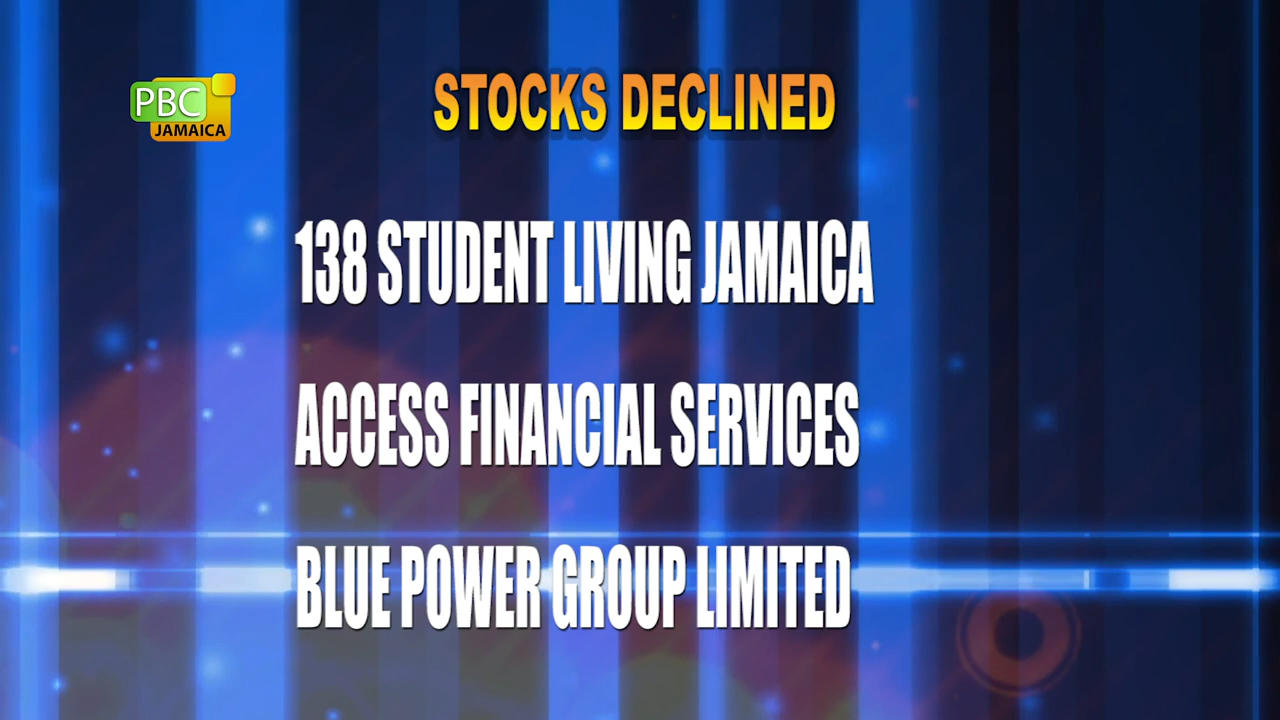 PBC
JAMAICA
STOCKS DECLINED
138 STUDENT LIVING JAMAICA
ACCESS FINANCIAL SERVICES
BLUE POWER GROUP LIMITED